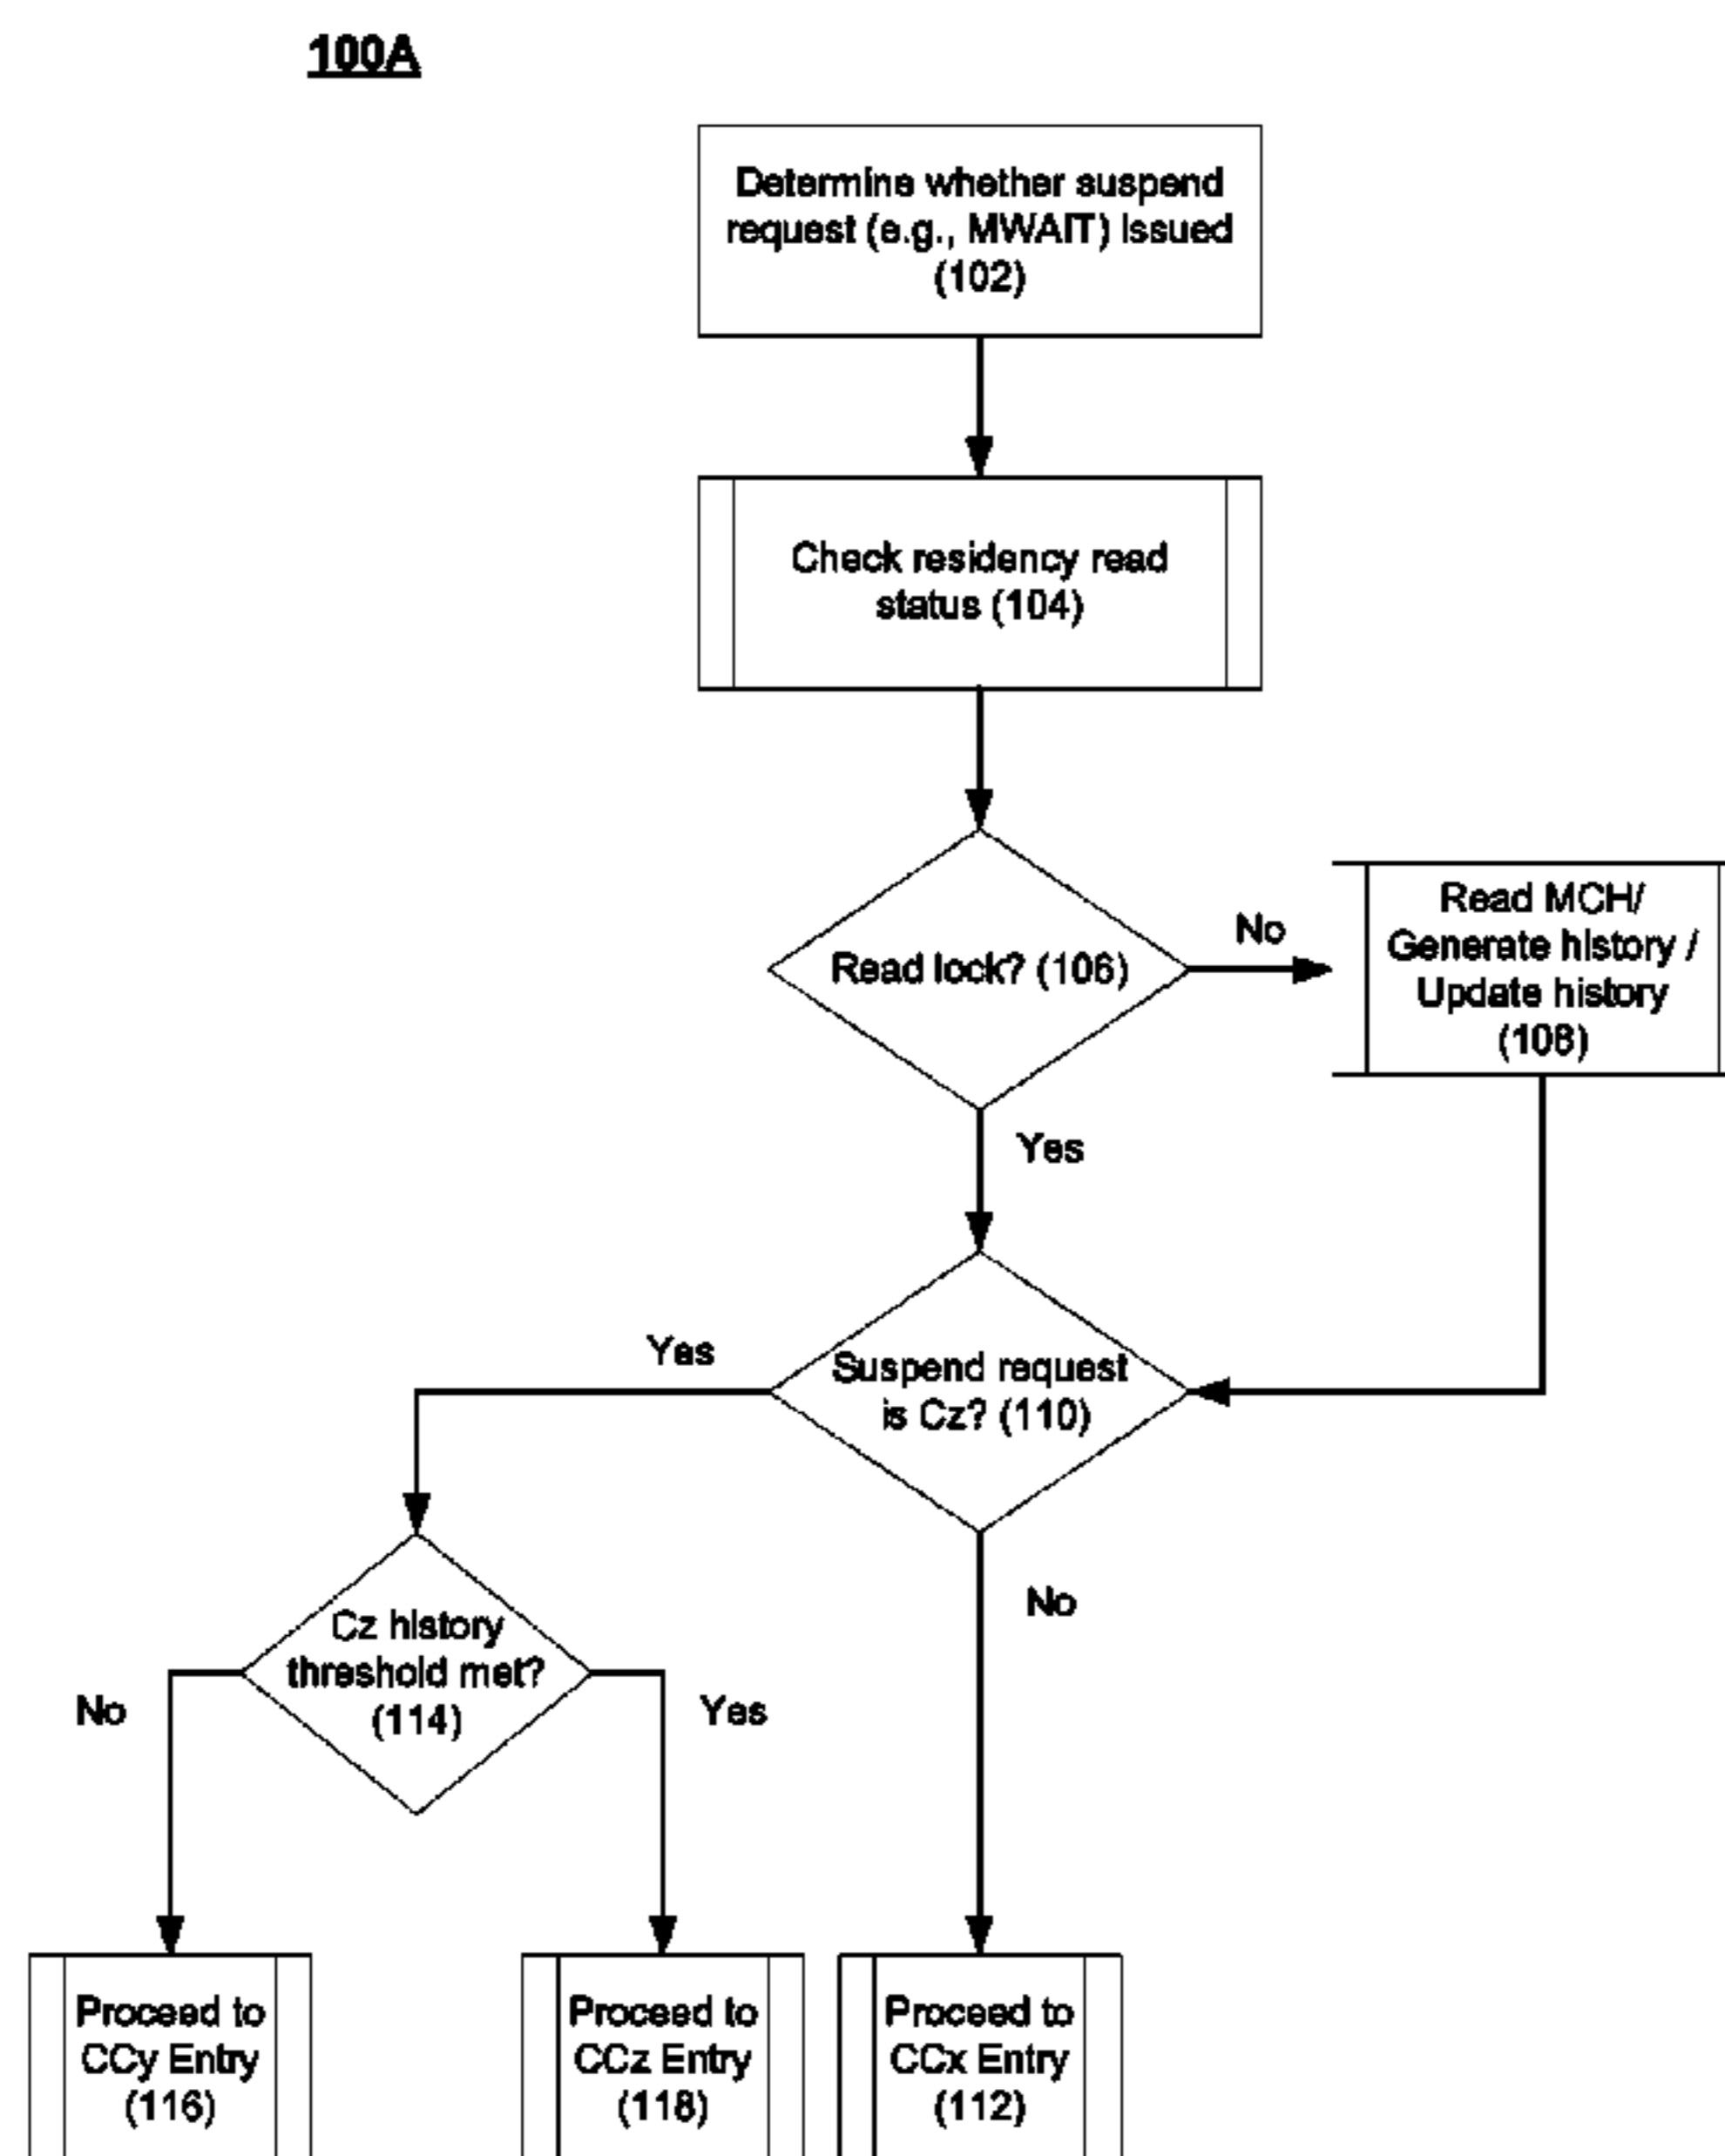 100A
Determine whether suspend
request (e.g., MWAIT) issued
(102)
Check residency read
status (104)
Read lock? (106)
No
Read MCH/
Generate history /
Update history
(108)
Yes
Suspend request
is Cz? (110)
Yes
No
Cz history
threshold met?
(114)
No
Yes
Proceed to
CCy Entry
(116)
Proceed to
CCz Entry
(118)
Proceed to
CCx Entry
(112)